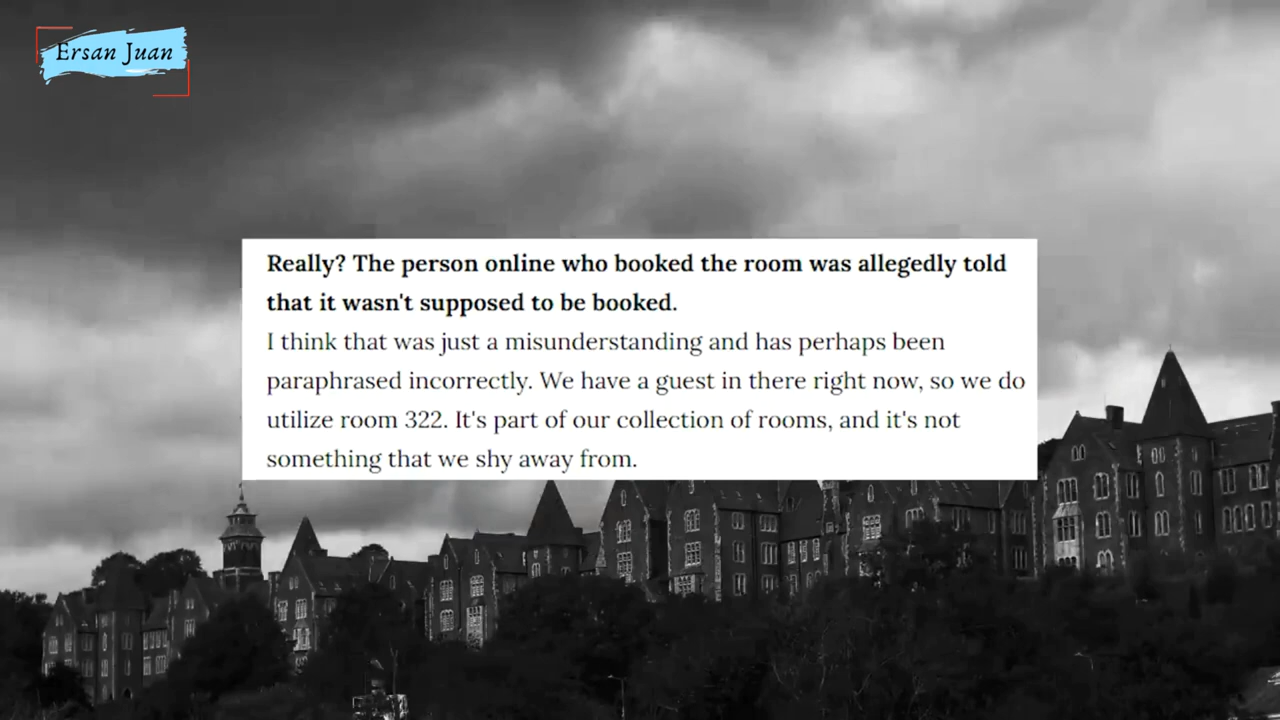 Ersan Juan
Really? The person online who booked the room was allegedly told
that it wasn't supposed to be booked.
I think that was just a misunderstanding and has perhaps been
paraphrased incorrectly. We have a guest in there right now, so we do
utilize room 322. It's part of our collection of rooms, and it's not
something that we shy away from.